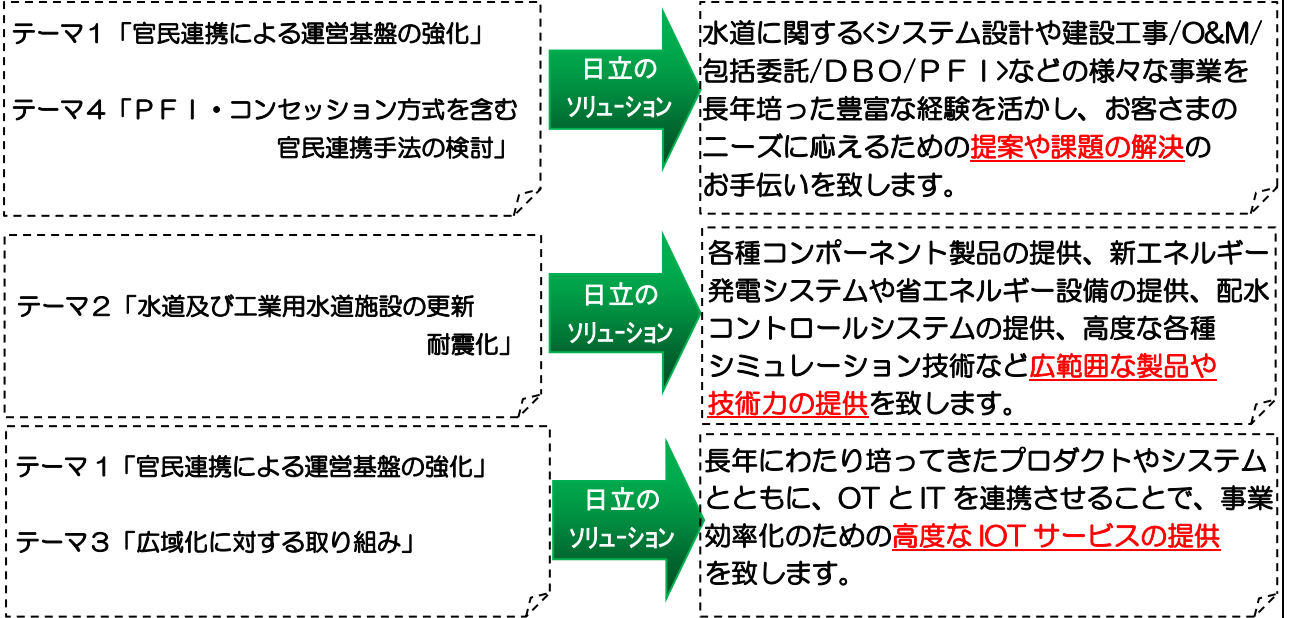 テーマ１「官民連携による運営基盤の強化」
テーマ４「ＰＦＩ・コンセッション方式を含む
官民連携手法の検討」
日立の
ソリューション
水道に関する<システム設計や建設工事/O&M/
包括委託/ＤＢＯ/ＰＦＩ>などの様々な事業を
長年培った豊富な経験を活かし、お客さまの
ニーズに応えるための提案や課題の解決の
お手伝いを致します。
テーマ２「水道及び工業用水道施設の更新
耐震化」
日立の
ソリューション
各種コンポーネント製品の提供、新エネルギー
発電システムや省エネルギー設備の提供、配水
コントロールシステムの提供、高度な各種
シミュレーション技術など広範囲な製品や
技術力の提供を致します。
テーマ１「官民連携による運営基盤の強化」
テーマ３「広域化に対する取り組み」
日立の
ソリューション
長年にわたり培ってきたプロダクトやシステム
とともに、OTとITを連携させることで、事業
効率化のための高度なIOTサービスの提供
を致します。